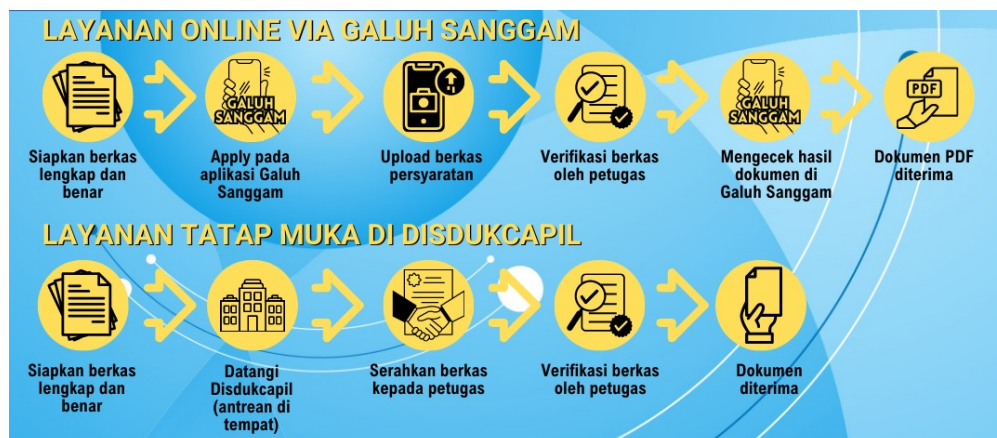 LAYANAN ONLINE VIA GALUH SANGGAM
GALUH
SANGGAM
GALUH
SANGGAM
PDF
Siapkan berkas
lengkap dan
benar
Apply pada
aplikasi Galuh
Sanggam
Upload berkas
persyaratan
Verifikasi berkas
oleh petugas
Mengecek hasil
dokumen di
Galuh Sanggam
Dokumen PDF
diterima
LAYANAN TATAP MUKA DI DISDUKCAPIL
Siapkan berkas
lengkap dan
benar
Datangi
Disdukcapil
(antrean di
tempat)
Serahkan berkas
kepada petugas
Verifikasi berkas
oleh petugas
Dokumen
diterima